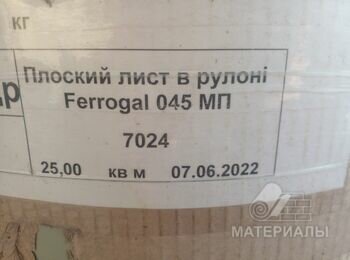 кг
Плоский лист в рулоні
Ferrogal 045 МП
7024
25,00 кв м 07.06.2022
МАТЕРИАЛЫ